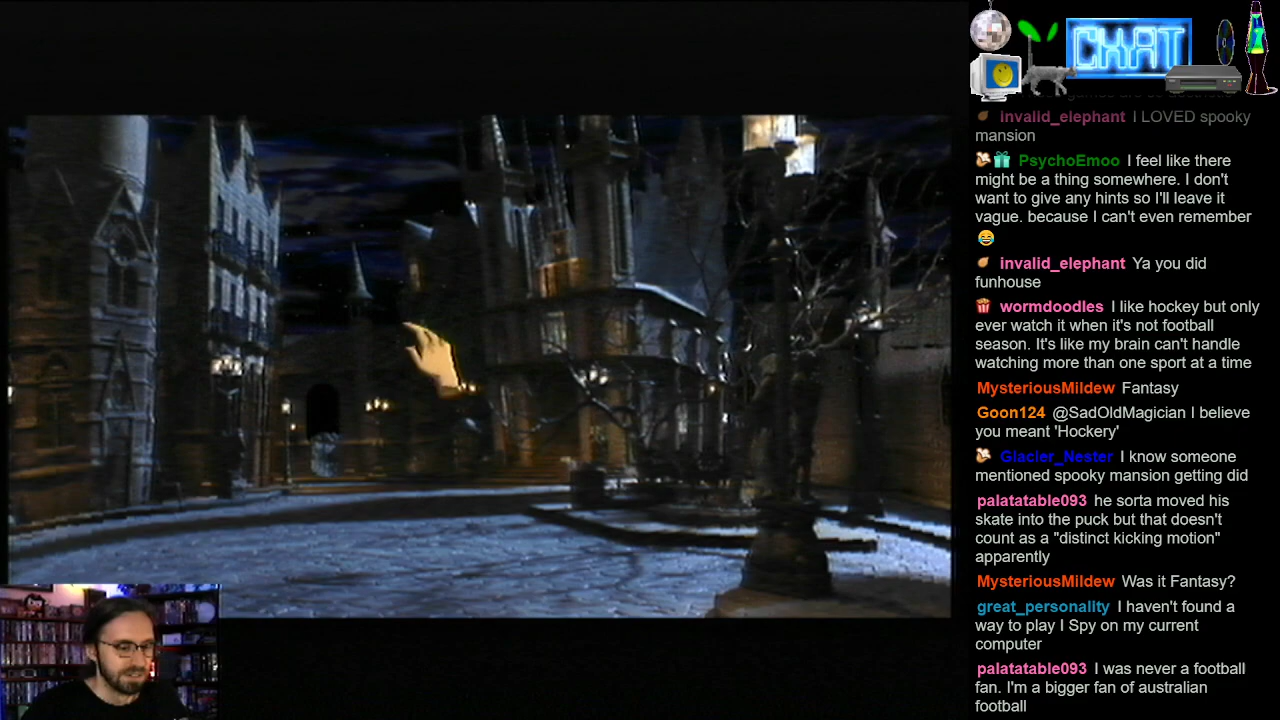 CHAT
invalid_elephant I LOVED spooky
mansion
PsychoEmoo I feel like there
might be a thing somewhere. I don't
want to give any hints so I'll leave it
vague. because I can't even remember
😂
invalid_elephant Ya you did
funhouse
wormdoodles I like hockey but only
ever watch it when it's not football
season. It's like my brain can't handle
watching more than one sport at a time
MysteriousMildew Fantasy
Goon124 @SadOldMagician I believe
you meant 'Hockery'
Glacier_Nester I know someone
mentioned spooky mansion getting did
palatatable093 he sorta moved his
skate into the puck but that doesn't
count as a "distinct kicking motion"
apparently
MysteriousMildew Was it Fantasy?
great_personality I haven't found a
way to play I Spy on my current
computer
palatatable093 I was never a football
fan. I'm a bigger fan of australian
football